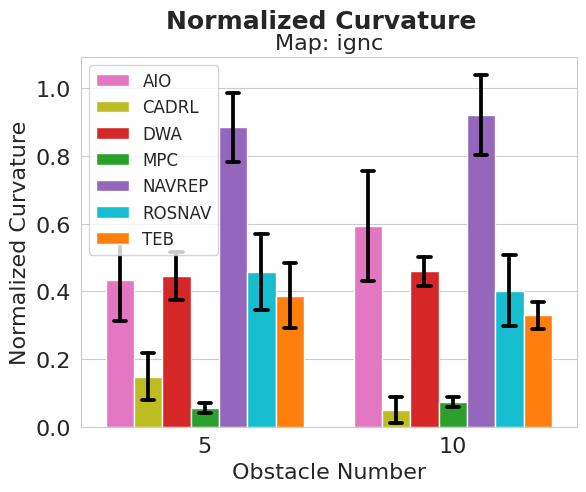 Normalized Curvature
Map: ignc
Normalized Curvature
1.0
0.8
0.6
0.4
0.2
0.0
AIO
CADRL
DWA
MPC
NAVREP
ROSNAV
TEB
5
10
Obstacle Number